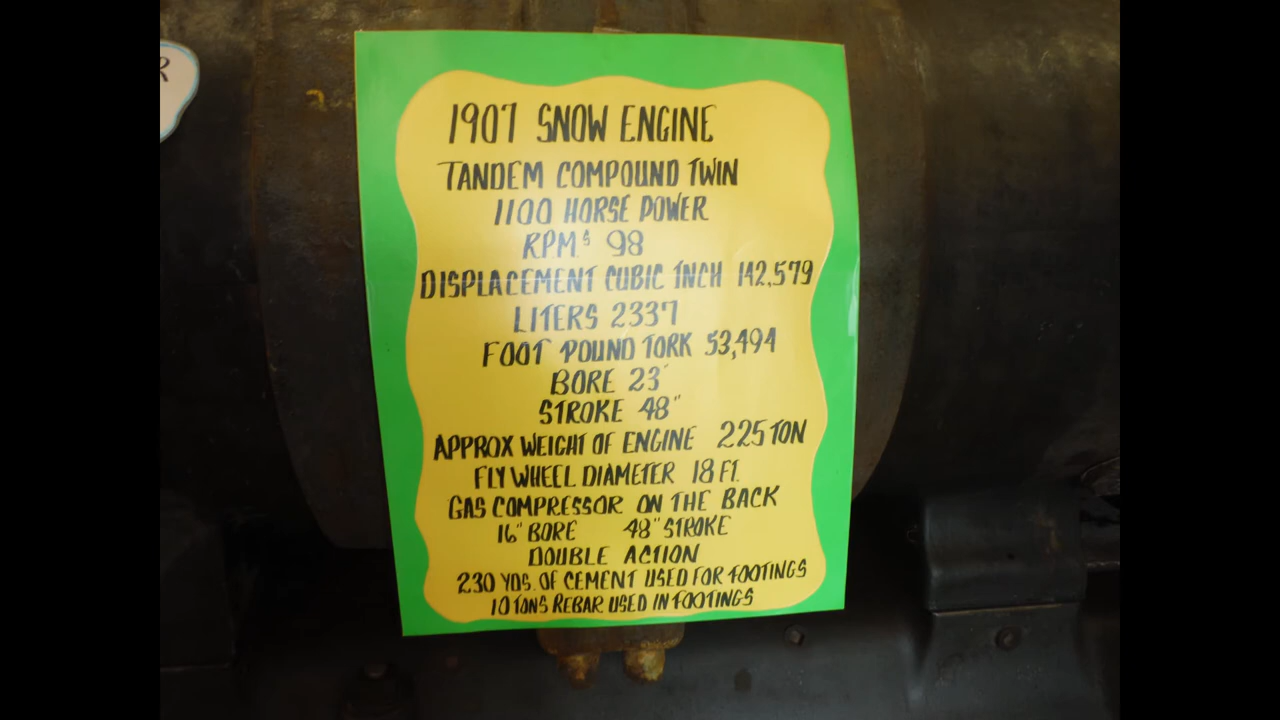 R
1907 SNOW ENGINE
TANDEM COMPOUND TWIN
1100 HORSE POWER
RPM.S 98
DISPLACEMENT CUBIC INCH 142,579
LITERS 2337
FOOT POUND TORK 53,494
BORE 23"
STROKE 48"
APPROX WEIGHT OF ENGINE 225 TON
FLY WHEEL DIAMETER 18 FT.
GAS COMPRESSOR ON THE BACK
16" BORE 48" STROKE
DOUBLE ACTION
230 YDS. OF CEMENT USED FOR FOOTINGS
10 TONS REBAR USED IN FOOTINGS